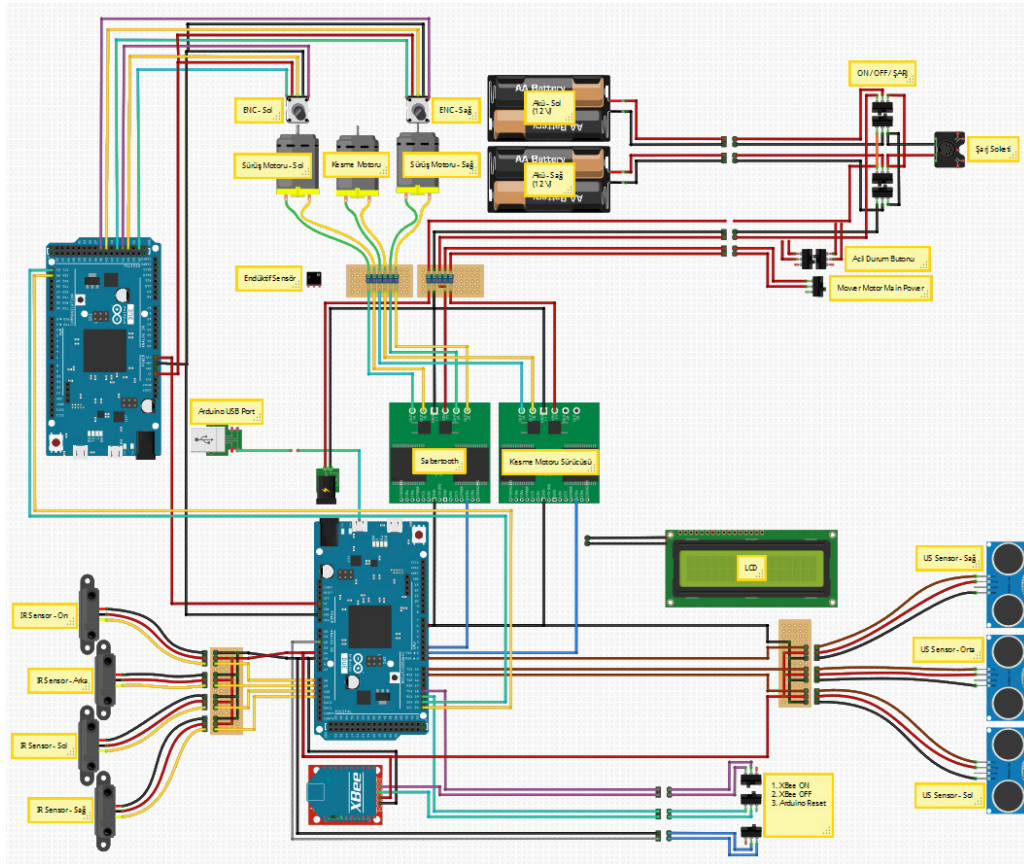 ON / OFF / ŞARJ
AA Battery
Akü - Sol
(12 V)
AA Battery
ENC - Sol
ENC - Sağ
Sürüş Motoru - Sol
Kesme Motoru
Sürüş Motoru - Sağ
AA Battery
Akü - Sağ
(12 V)
AA Battery
Şarj Soketi
Acil Durum Butonu
Endüktif Sensör
Mower Motor Main Power
Arduino USB Port
Sabertooth
Kesme Motoru Sürücüsü
LCD
US Sensor - Sağ
IR Sensor - On
US Sensor - Orta
IR Sensor - Arka
IR Sensor - Sol
XBee
1. XBee ON
2. XBee OFF
3. Arduino Reset
US Sensor - Sol
IR Sensor - Sağ